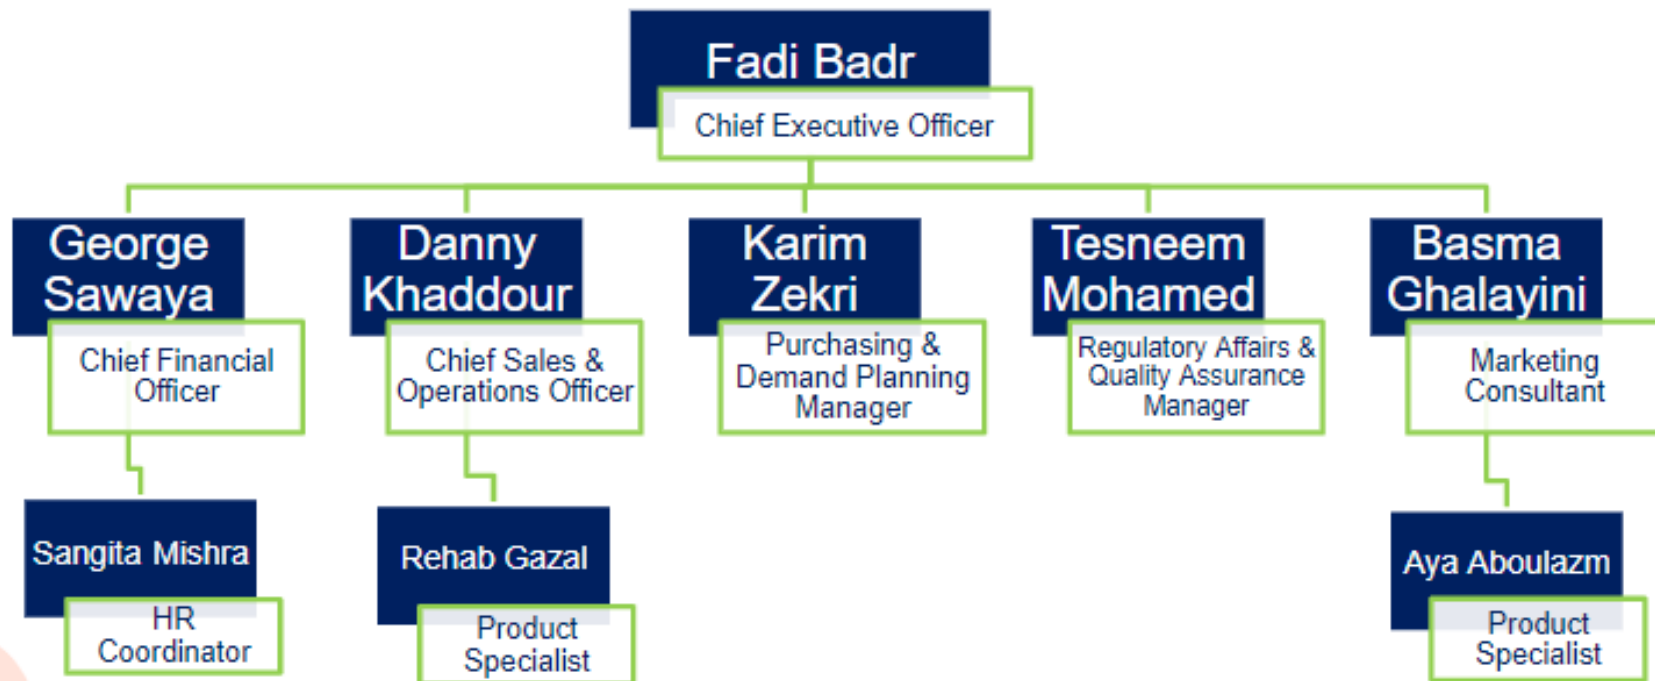 Fadi Badr
Chief Executive Officer
George
Sawaya
Chief Financial
Officer
Danny
Khaddour
Chief Sales &
Operations Officer
Karim
Zekri
Purchasing &
Demand Planning
Manager
Tesneem
Mohamed
Regulatory Affairs &
Quality Assurance
Manager
Basma
Ghalayini
Marketing
Consultant
Sangita Mishra
HR
Coordinator
Rehab Gazal
Product
Specialist
Aya Aboulazm
Product
Specialist